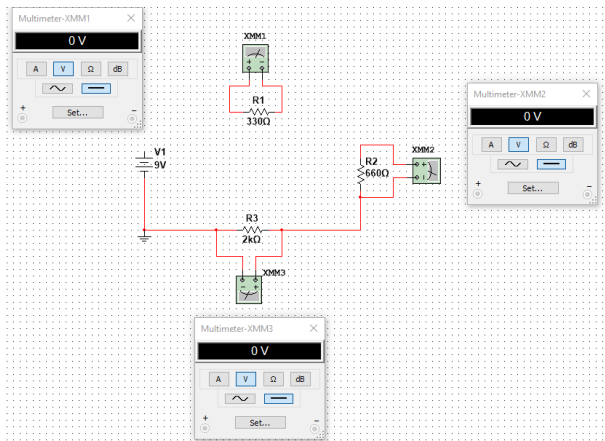 Multimeter-XMM1 ×
0 V
A V Ω dB
+ Set... −
XMM1
+ −
R1
330Ω
Multimeter-XMM2 ×
0 V
A V Ω dB
+ Set... −
V1
9V
R2
660Ω
XMM2
+
−
R3
2kΩ
XMM3
− +
Multimeter-XMM3 ×
0 V
A V Ω dB
+ Set... −